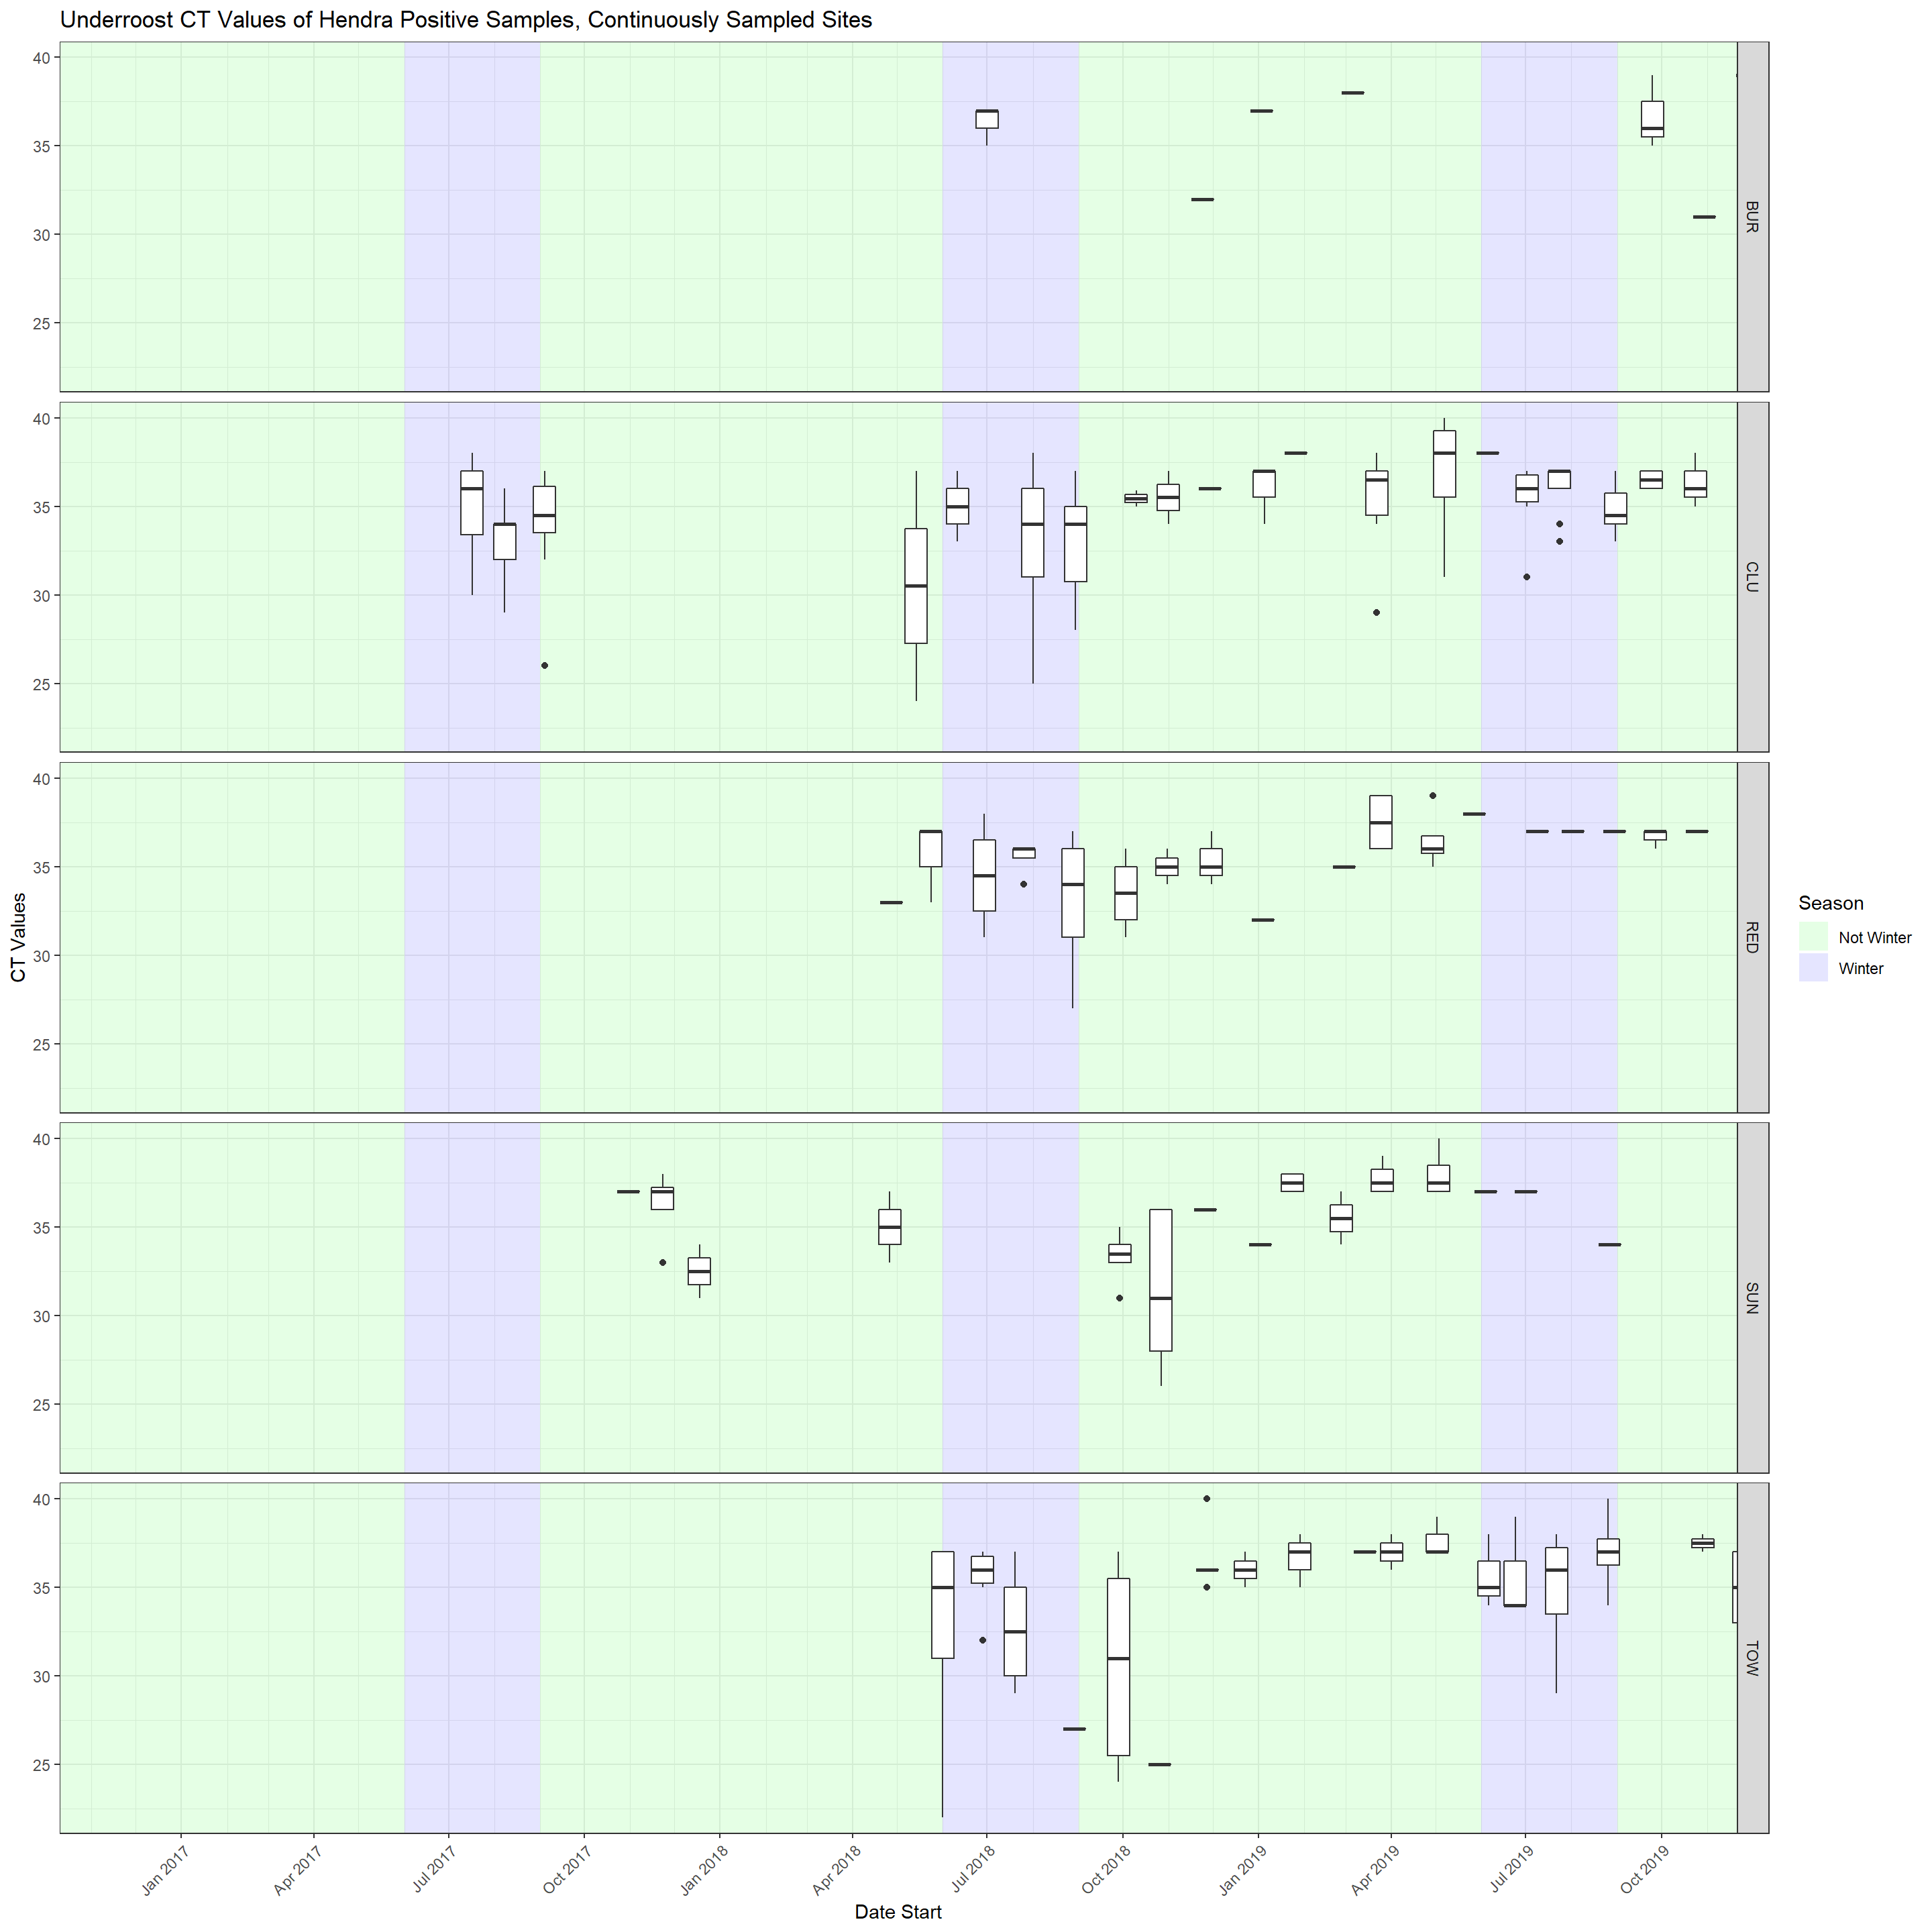 Underroost CT Values of Hendra Positive Samples, Continuously Sampled Sites
40
35
30
25
BUR
40
35
30
25
CLU
40
35
30
25
RED
40
35
30
25
SUN
40
35
30
25
TOW
CT Values
Jan 2017
Apr 2017
Jul 2017
Oct 2017
Jan 2018
Apr 2018
Jul 2018
Oct 2018
Jan 2019
Apr 2019
Jul 2019
Oct 2019
Date Start
Season
Not Winter
Winter